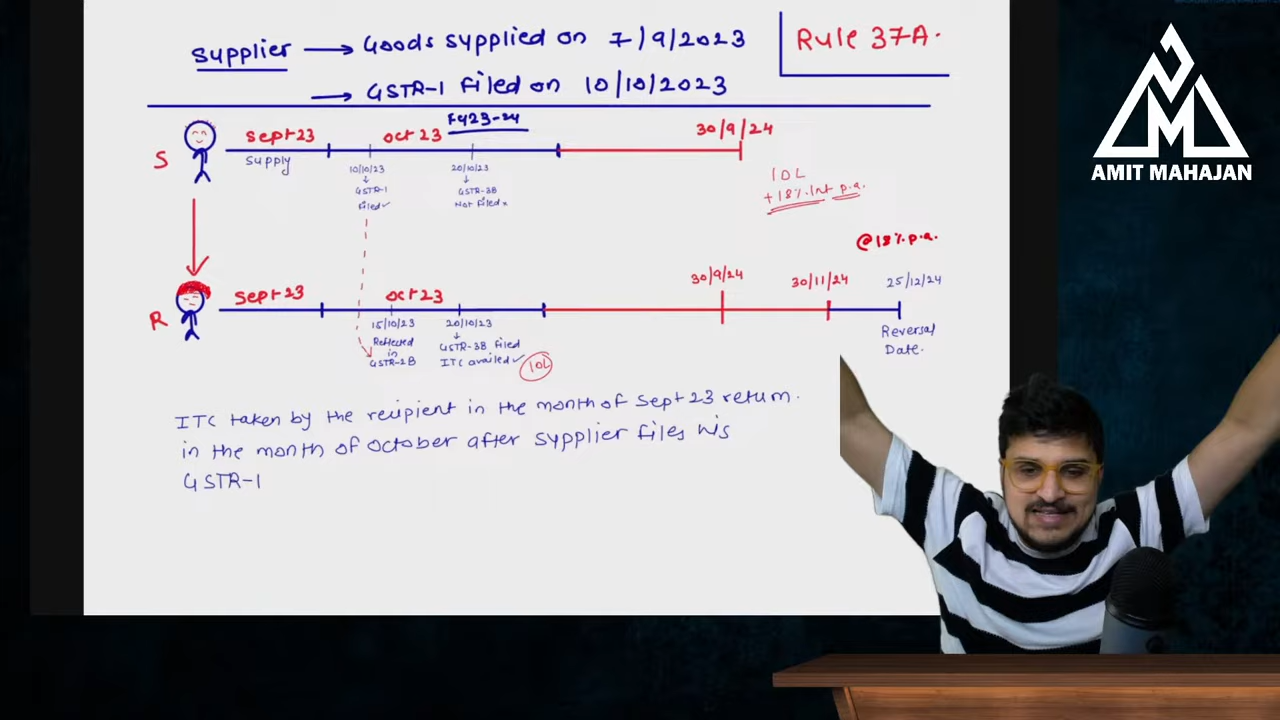 Supplier → Goods supplied on 7/9/2023
→ GSTR-1 Filed on 10/10/2023
Rule 37A.
AMIT MAHAJAN
FY23-24
S
Sept 23
Oct 23
30/9/24
Supply
10/10/23
↓
GSTR-1
Filed ✓
20/10/23
↓
GSTR-3B
Not Filed ×
10L
+18% Int p.a.
@18% p.a.
R
Sept 23
Oct 23
30/9/24
30/11/24
25/12/24
15/10/23
Reflected
in
GSTR-2B
20/10/23
↓
GSTR-3B Filed
ITC availed ✓
10L
Reversal
Date.
ITC taken by the recipient in the month of Sept 23 return.
in the month of October after supplier files his
GSTR-1